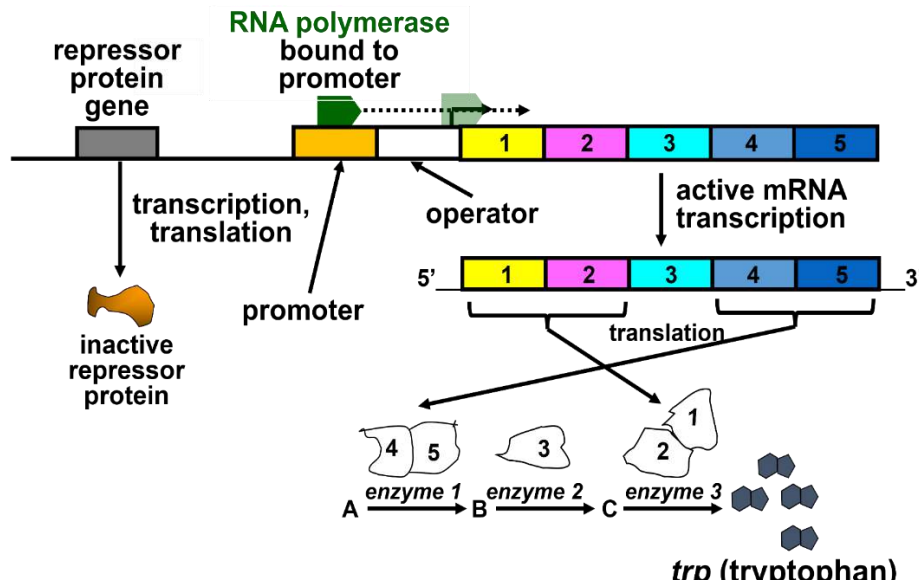 RNA polymerase
bound to
promoter
repressor
protein
gene
1 2 3 4 5
transcription,
translation
operator
active mRNA
transcription
promoter
5’ 1 2 3 4 5 3
inactive
repressor
protein
translation
4 5 3 2 1
A enzyme 1 B enzyme 2 C enzyme 3
trp (tryptophan)